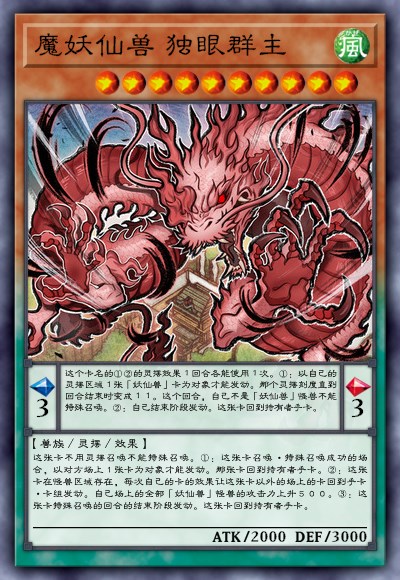 魔妖仙兽 独眼群主
风
这个卡名的①②的灵摆效果1回合各能使用1次。①:以自己的
灵摆区域1张「妖仙兽」卡为对象才能发动。那个灵摆刻度直到
回合结束时变成11。这个回合,自己不是「妖仙兽」怪兽不能
特殊召唤。②:自己结束阶段发动。这张卡回到持有者手卡。
3
3
【兽族/灵摆/效果】
这张卡不用灵摆召唤不能特殊召唤。①:这张卡召唤·特殊召唤成功的场
合,以对方场上1张卡为对象才能发动。那张卡回到持有者手卡。②:这张
卡在怪兽区域存在,每次自己的卡的效果让这张卡以外的场上的卡回到手卡
·卡组发动。自己场上的全部「妖仙兽」怪兽的攻击力上升500。③:这
张卡特殊召唤的回合的结束阶段发动。这张卡回到持有者手卡。
ATK/2000 DEF/3000